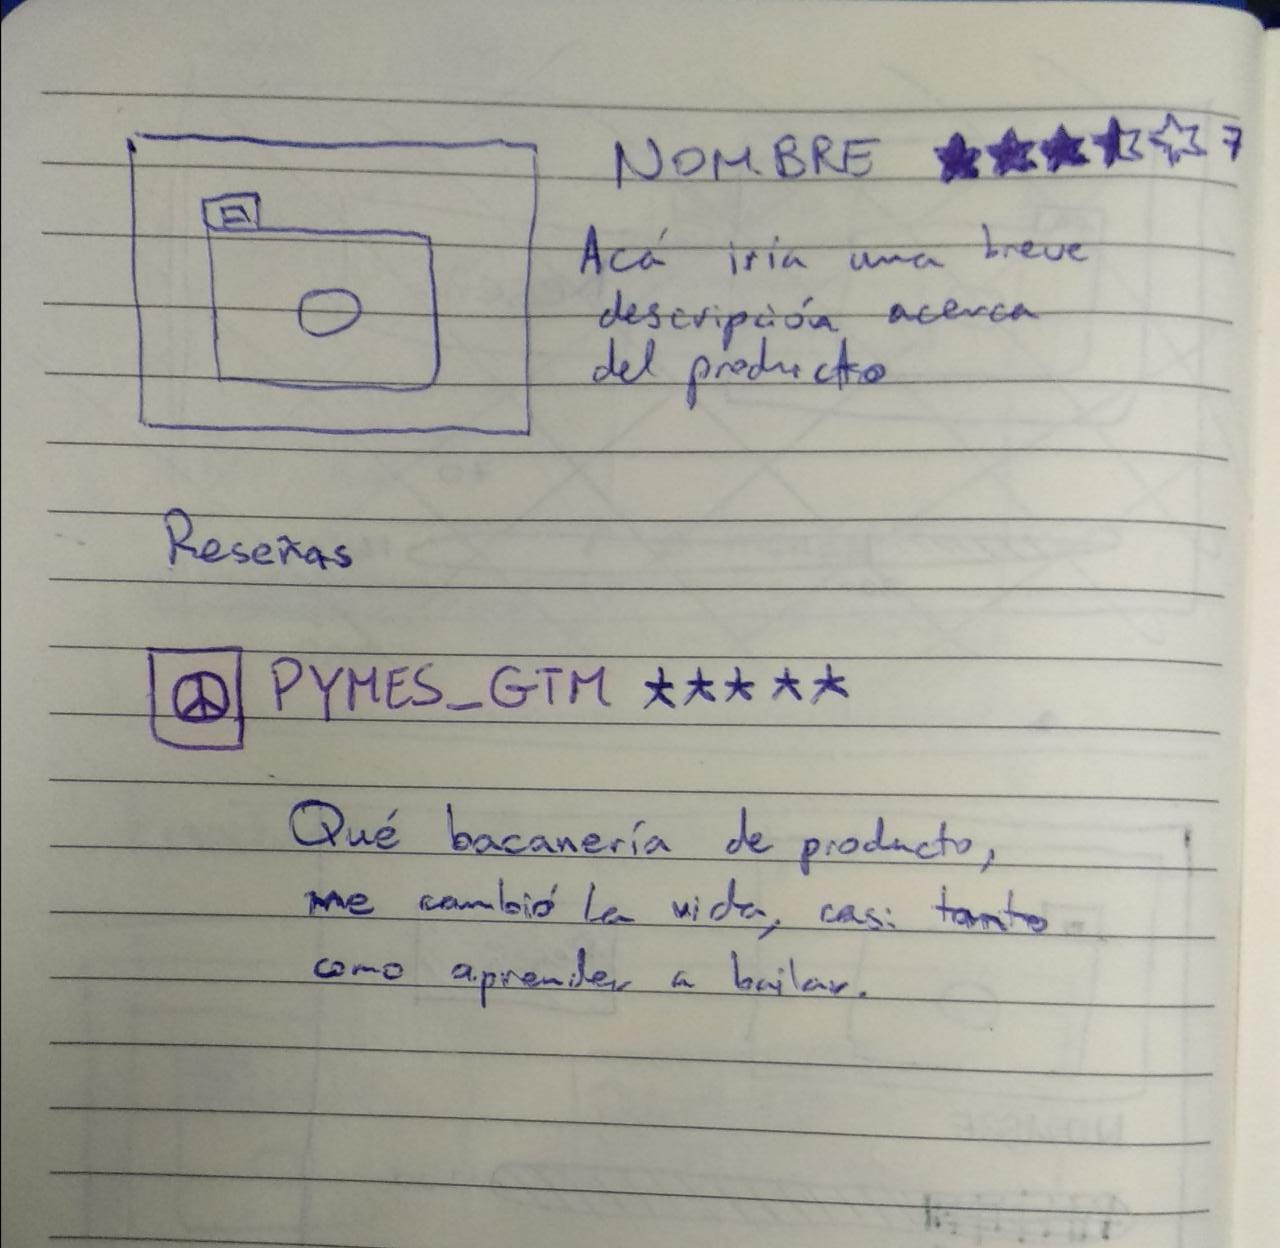 NOMBRE ★★★⯪☆ 7
Acá iría una breve
descripción acerca
del producto
Reseñas
PYMES_GTM ★★★★★
Qué bacanería de producto,
me cambió la vida, casi tanto
como aprender a bailar.